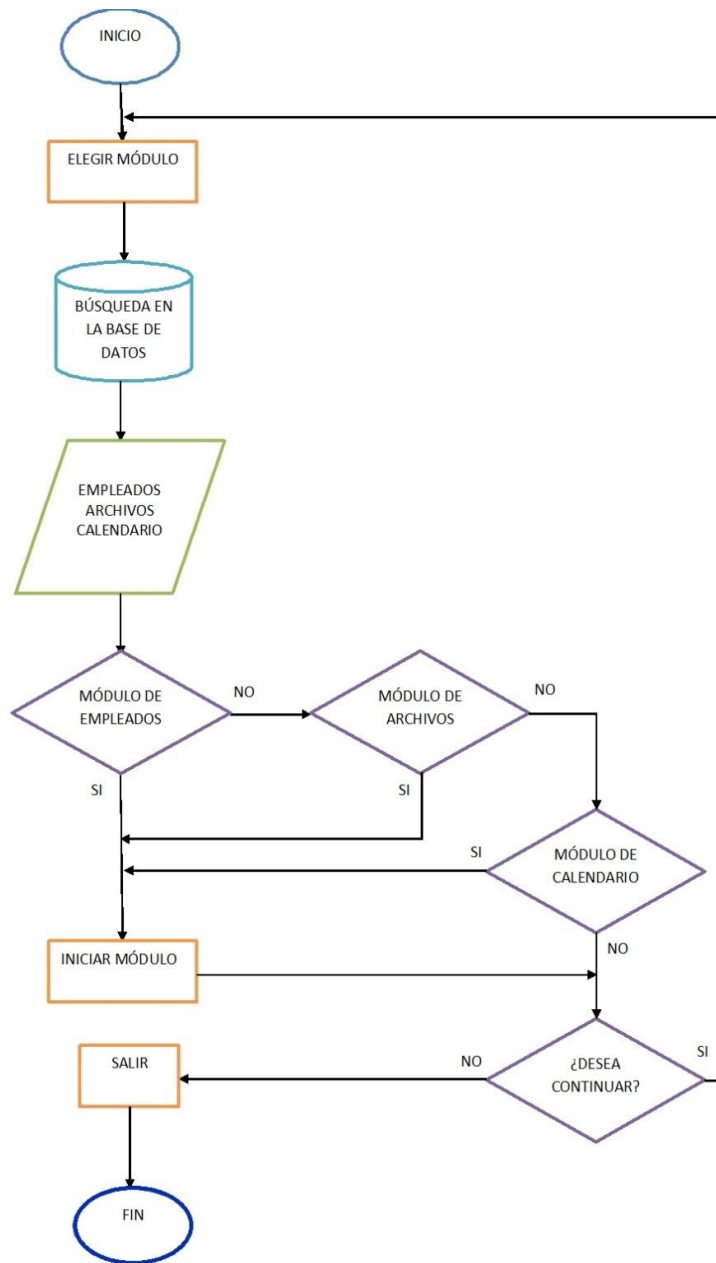 INICIO
ELEGIR MÓDULO
BÚSQUEDA EN
LA BASE DE
DATOS
EMPLEADOS
ARCHIVOS
CALENDARIO
MÓDULO DE
EMPLEADOS
NO
MÓDULO DE
ARCHIVOS
NO
SI
SI
SI
MÓDULO DE
CALENDARIO
INICIAR MÓDULO
NO
SALIR
NO
¿DESEA
CONTINUAR?
SI
FIN